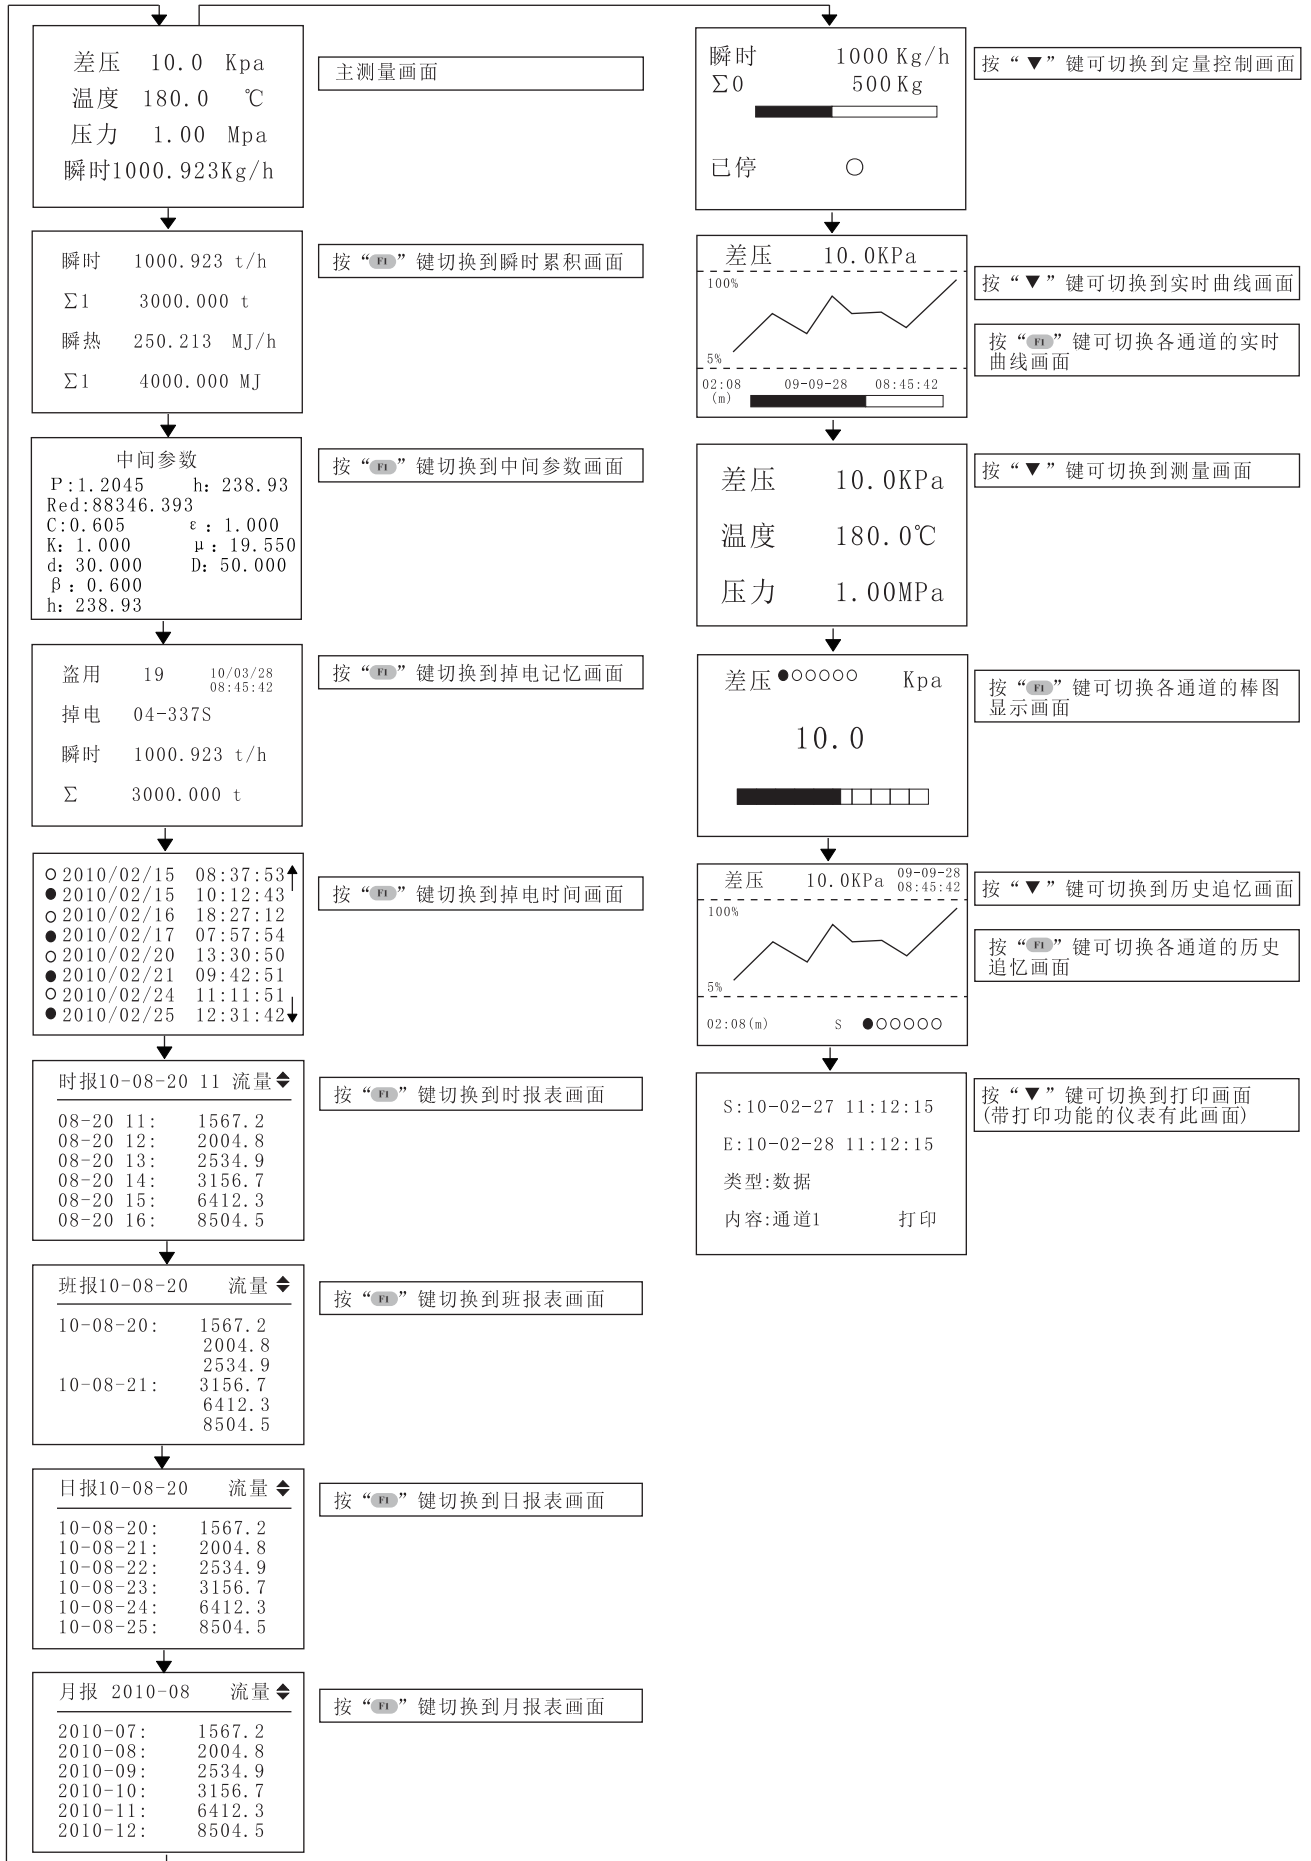 差压 10.0 Kpa
温度 180.0 ℃
压力 1.00 Mpa
瞬时1000.923Kg/h
主测量画面
瞬时 1000.923 t/h
Σ1 3000.000 t
瞬热 250.213 MJ/h
Σ1 4000.000 MJ
按“F1”键切换到瞬时累积画面
中间参数
P:1.2045 h: 238.93
Red:88346.393
C:0.605 ε: 1.000
K: 1.000 μ: 19.550
d: 30.000 D: 50.000
β: 0.600
h: 238.93
按“F1”键切换到中间参数画面
盗用 19 10/03/28
08:45:42
掉电 04-337S
瞬时 1000.923 t/h
Σ 3000.000 t
按“F1”键切换到掉电记忆画面
○2010/02/15 08:37:53↑
●2010/02/15 10:12:43
○2010/02/16 18:27:12
●2010/02/17 07:57:54
○2010/02/20 13:30:50
●2010/02/21 09:42:51
○2010/02/24 11:11:51
●2010/02/25 12:31:42↓
按“F1”键切换到掉电时间画面
时报10-08-20 11 流量
08-20 11: 1567.2
08-20 12: 2004.8
08-20 13: 2534.9
08-20 14: 3156.7
08-20 15: 6412.3
08-20 16: 8504.5
按“F1”键切换到时报表画面
班报10-08-20 流量
10-08-20: 1567.2
2004.8
2534.9
10-08-21: 3156.7
6412.3
8504.5
按“F1”键切换到班报表画面
日报10-08-20 流量
10-08-20: 1567.2
10-08-21: 2004.8
10-08-22: 2534.9
10-08-23: 3156.7
10-08-24: 6412.3
10-08-25: 8504.5
按“F1”键切换到日报表画面
月报 2010-08 流量
2010-07: 1567.2
2010-08: 2004.8
2010-09: 2534.9
2010-10: 3156.7
2010-11: 6412.3
2010-12: 8504.5
按“F1”键切换到月报表画面
瞬时 1000 Kg/h
Σ0 500 Kg
已停 ○
按“▼”键可切换到定量控制画面
差压 10.0KPa
100%
5%
02:08 09-09-28 08:45:42
(m)
按“▼”键可切换到实时曲线画面
按“F1”键可切换各通道的实时
曲线画面
差压 10.0KPa
温度 180.0℃
压力 1.00MPa
按“▼”键可切换到测量画面
差压●○○○○○ Kpa
10.0
按“F1”键可切换各通道的棒图
显示画面
差压 10.0KPa 09-09-28
08:45:42
100%
5%
02:08(m) S ●○○○○○
按“▼”键可切换到历史追忆画面
按“F1”键可切换各通道的历史
追忆画面
S:10-02-27 11:12:15
E:10-02-28 11:12:15
类型:数据
内容:通道1 打印
按“▼”键可切换到打印画面
(带打印功能的仪表有此画面)